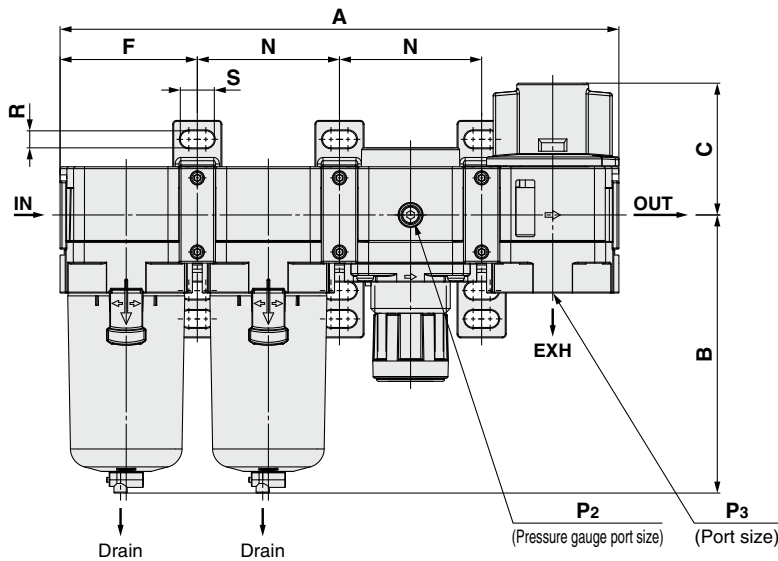 A
F
N
N
S
R
C
IN
OUT
B
EXH
P2
(Pressure gauge port size)
P3
(Port size)
Drain
Drain